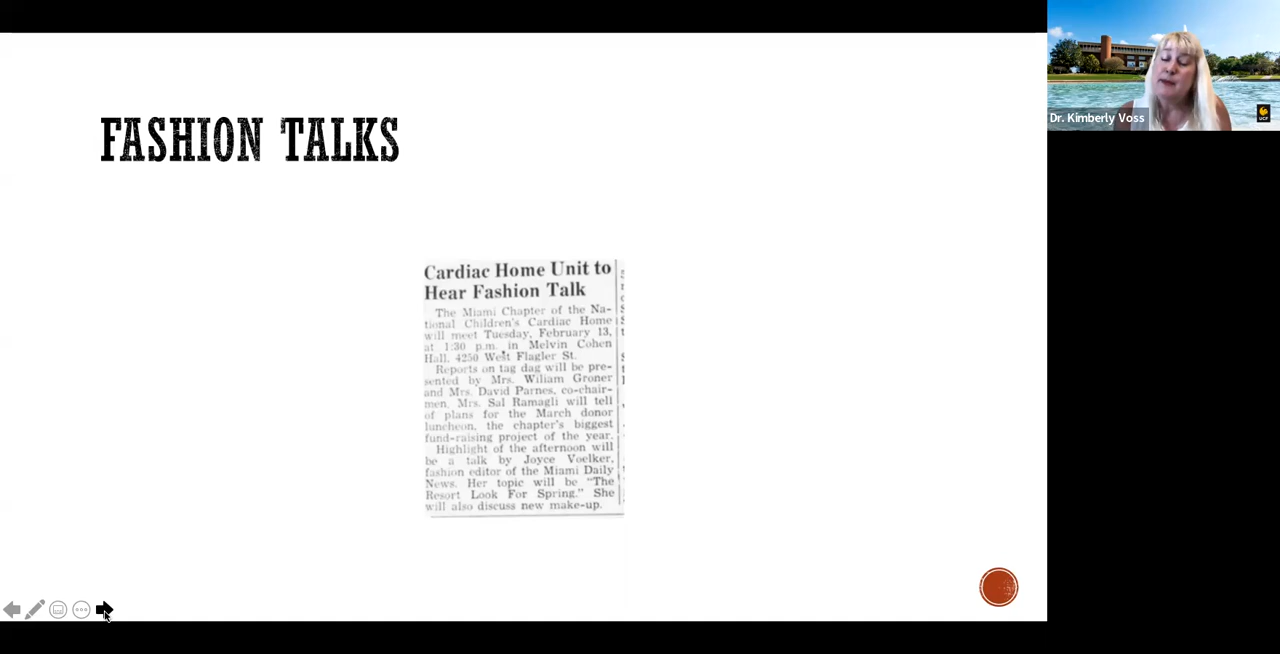 FASHION TALKS
Cardiac Home Unit to
Hear Fashion Talk
The Miami Chapter of the Na-
tional Children's Cardiac Home
will meet Tuesday, February 13,
at 1:30 p.m. in Melvin Cohen
Hall, 4250 West Flagler St.
Reports on tag dag will be pre-
sented by Mrs. Wiliam Groner
and Mrs. David Parnes, co-chair-
men. Mrs. Sal Ramagli will tell
of plans for the March donor
luncheon, the chapter's biggest
fund-raising project of the year.
Highlight of the afternoon will
be a talk by Joyce Voelker,
fashion editor of the Miami Daily
News. Her topic will be "The
Resort Look For Spring." She
will also discuss new make-up.
Dr. Kimberly Voss
UCF